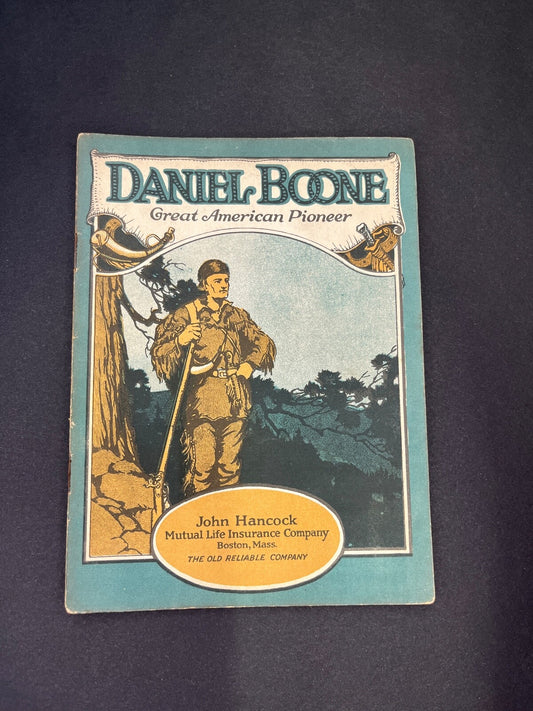 DANIEL BOONE
Great American Pioneer
John Hancock
Mutual Life Insurance Company
Boston, Mass.
THE OLD RELIABLE COMPANY